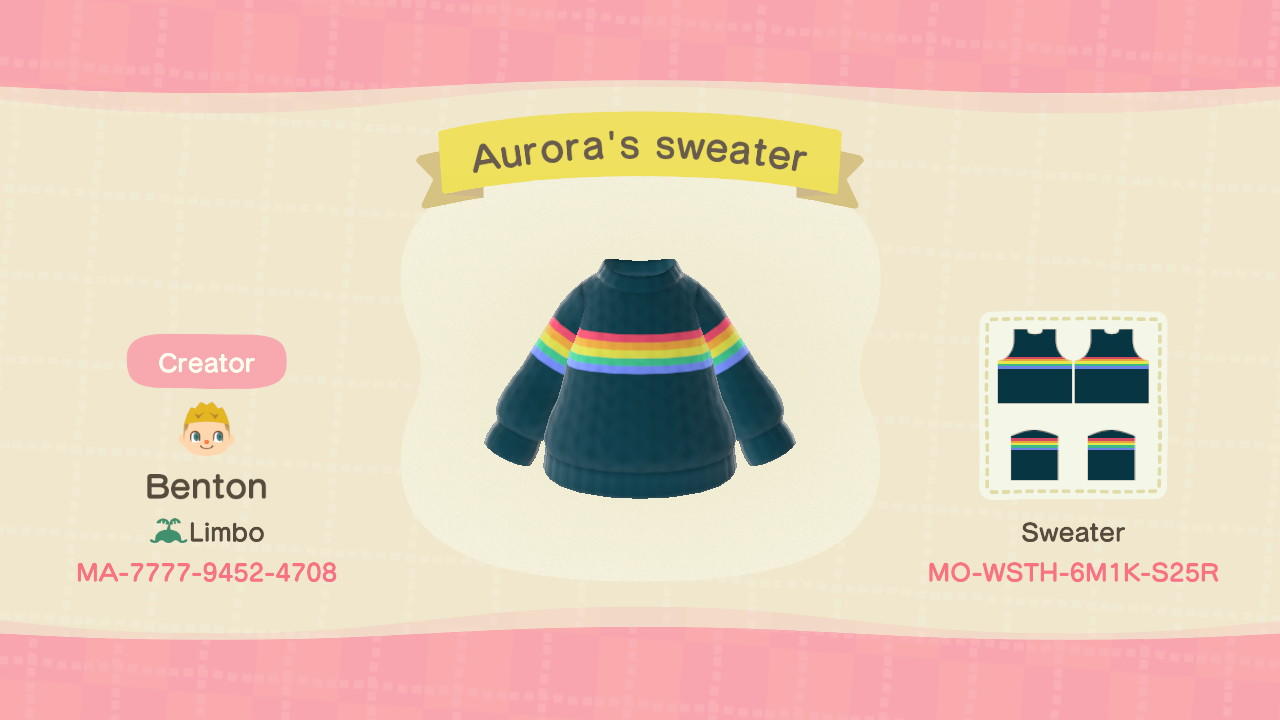 Aurora's sweater
Creator
Benton
Limbo
MA-7777-9452-4708
Sweater
MO-WSTH-6M1K-S25R